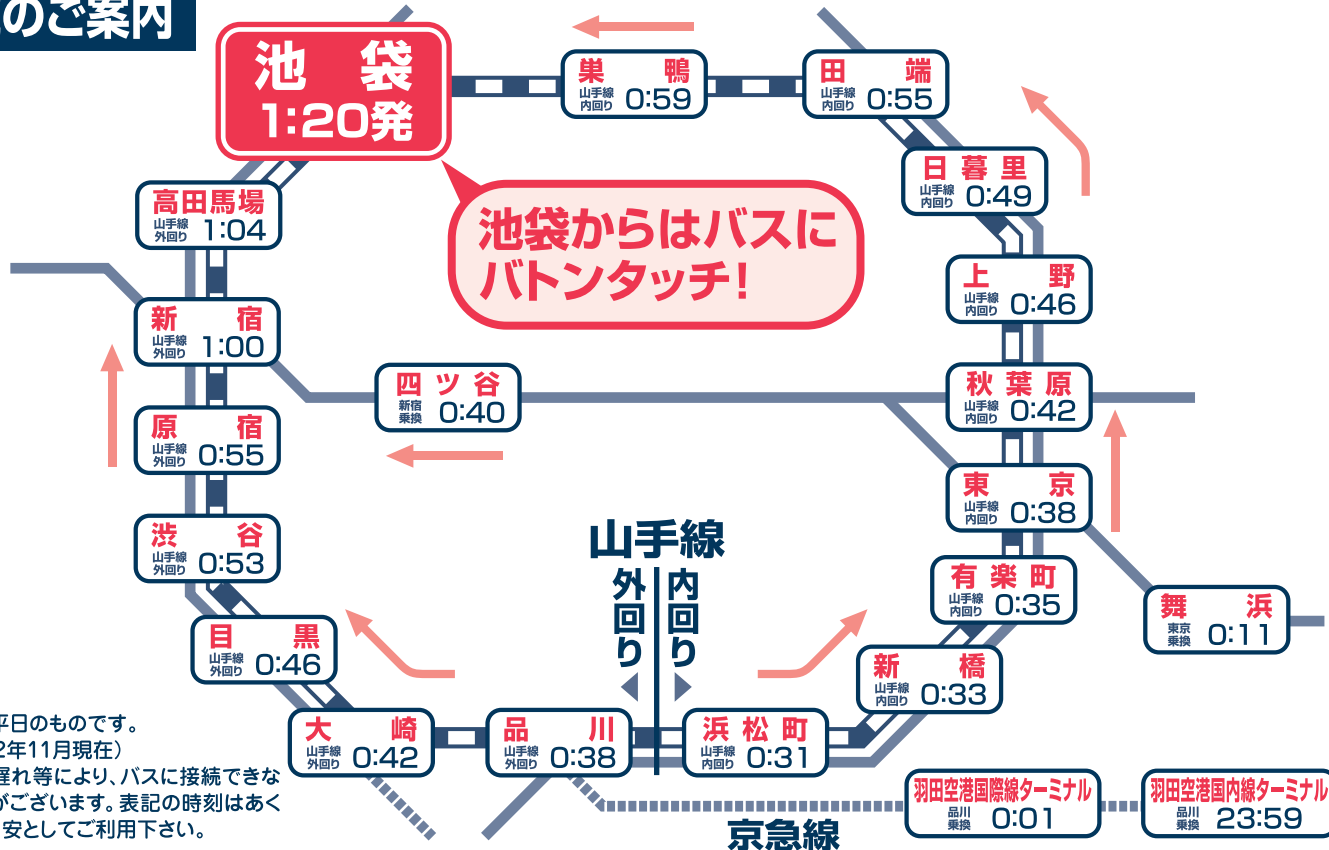 のご案内
池袋
1:20発
巣鴨
山手線
内回り
0:59
田端
山手線
内回り
0:55
日暮里
山手線
内回り
0:49
高田馬場
山手線
外回り
1:04
池袋からはバスに
バトンタッチ!
上野
山手線
内回り
0:46
新宿
山手線
外回り
1:00
四ツ谷
新宿
乗換
0:40
秋葉原
山手線
内回り
0:42
原宿
山手線
外回り
0:55
東京
山手線
内回り
0:38
渋谷
山手線
外回り
0:53
山手線
外回り
内回り
有楽町
山手線
内回り
0:35
舞浜
東京
乗換
0:11
目黒
山手線
外回り
0:46
新橋
山手線
内回り
0:33
大崎
山手線
外回り
0:42
品川
山手線
外回り
0:38
浜松町
山手線
内回り
0:31
羽田空港国際線ターミナル
品川
乗換
0:01
羽田空港国内線ターミナル
品川
乗換
23:59
京急線
平日のものです。
2年11月現在）
遅れ等により、バスに接続できな
がございます。表記の時刻はあく
安としてご利用下さい。